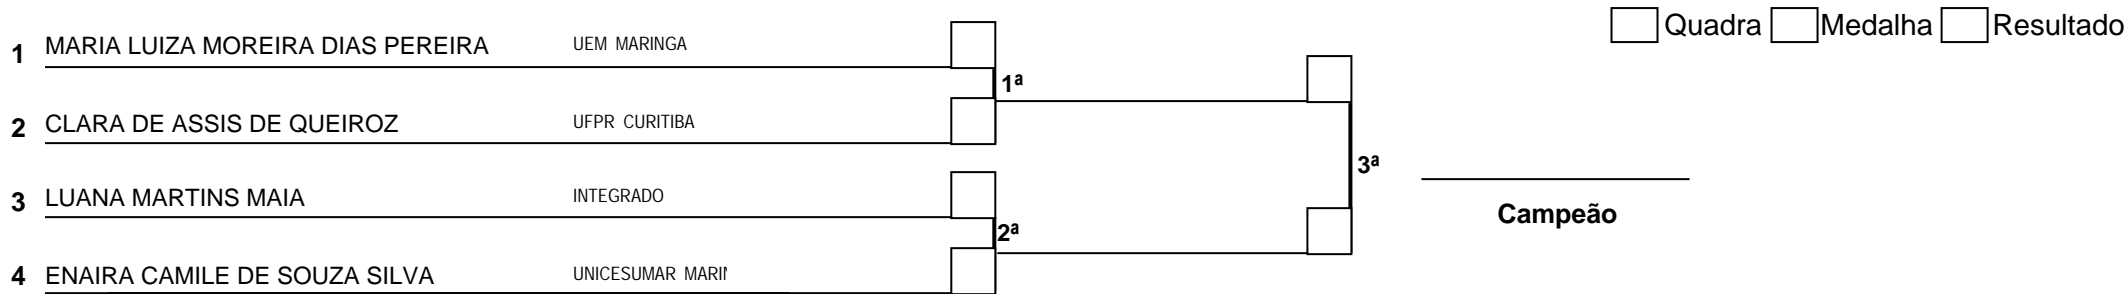 Quadra Medalha Resultado
1 MARIA LUIZA MOREIRA DIAS PEREIRA UEM MARINGA
1ª
2 CLARA DE ASSIS DE QUEIROZ UFPR CURITIBA
3ª
3 LUANA MARTINS MAIA INTEGRADO
Campeão
2ª
4 ENAIRA CAMILE DE SOUZA SILVA UNICESUMAR MARIN